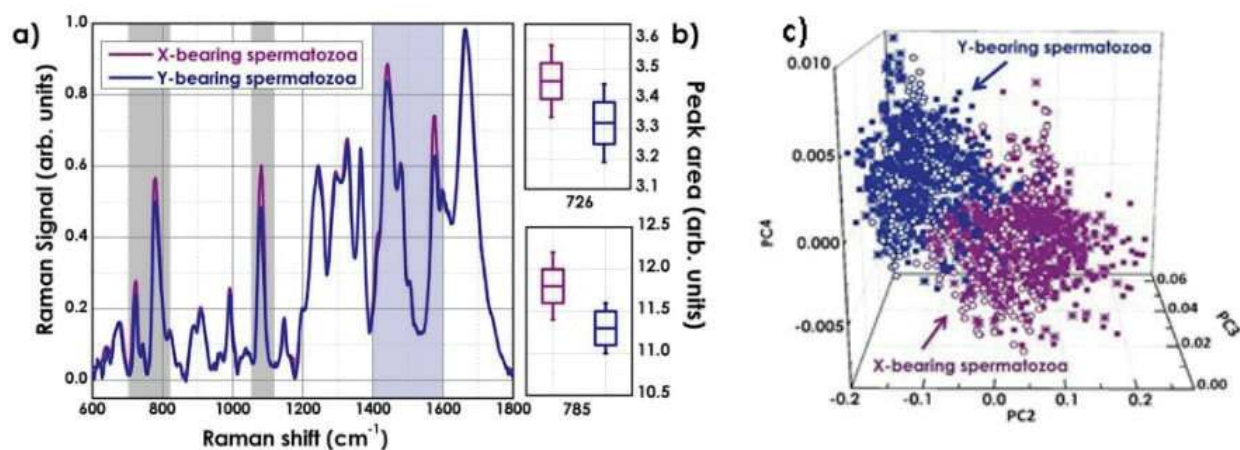 a)
X-bearing spermatozoa
Y-bearing spermatozoa
Raman Signal (arb. units)
1.0
0.8
0.6
0.4
0.2
0.0
600 800 1000 1200 1400 1600 1800
Raman shift (cm-1)
b)
Peak area (arb. units)
3.6
3.5
3.4
3.3
3.2
3.1
726
12.5
12.0
11.5
11.0
10.5
785
c)
Y-bearing spermatozoa
X-bearing spermatozoa
PC4
0.010
0.005
0.000
-0.005
-0.2 -0.1 0.0 0.1 0.2
PC2
PC3
0.06
0.04
0.02
0.00